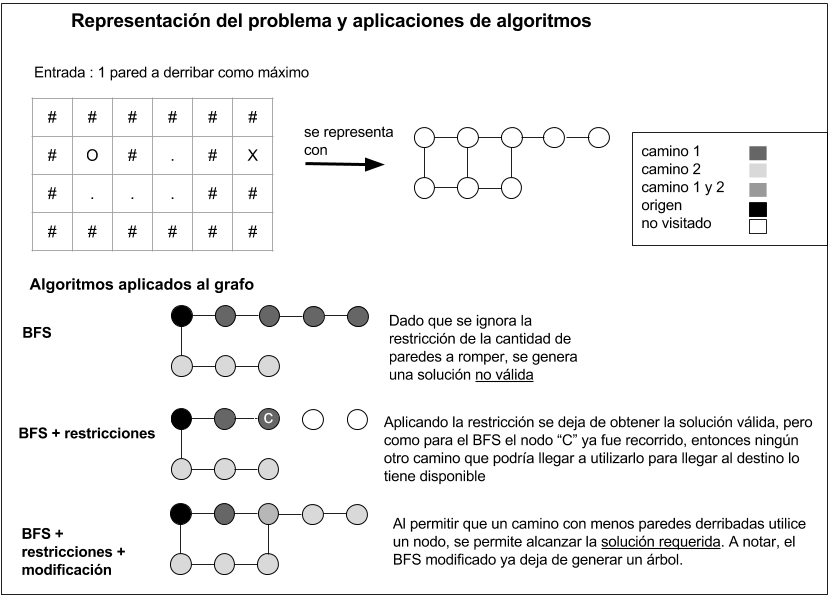 Representación del problema y aplicaciones de algoritmos
Entrada : 1 pared a derribar como máximo
# # # # # #
# O # . # X
# . . . # #
# # # # # #
se representa
con
camino 1
camino 2
camino 1 y 2
origen
no visitado
Algoritmos aplicados al grafo
BFS
Dado que se ignora la
restricción de la cantidad de
paredes a romper, se genera
una solución no válida
BFS + restricciones
C
Aplicando la restricción se deja de obtener la solución válida, pero
como para el BFS el nodo “C” ya fue recorrido, entonces ningún
otro camino que podría llegar a utilizarlo para llegar al destino lo
tiene disponible
BFS +
restricciones +
modificación
Al permitir que un camino con menos paredes derribadas utilice
un nodo, se permite alcanzar la solución requerida. A notar, el
BFS modificado ya deja de generar un árbol.